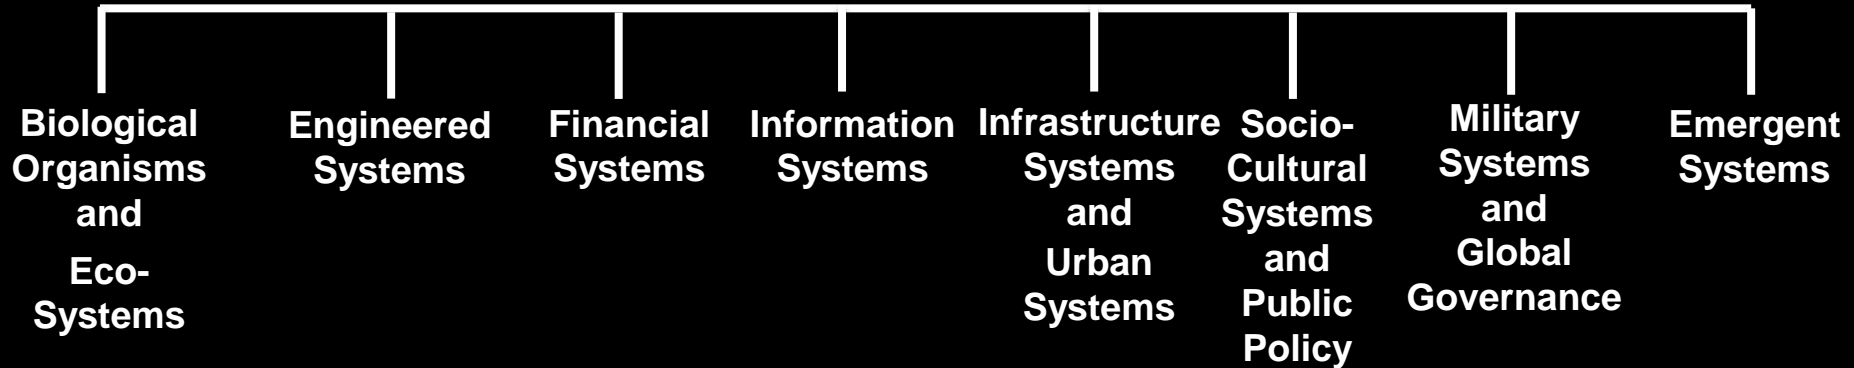 Biological
Organisms
and
Eco-
Systems
Engineered
Systems
Financial
Systems
Information
Systems
Infrastructure
Systems
and
Urban
Systems
Socio-
Cultural
Systems
and
Public
Policy
Military
Systems
and
Global
Governance
Emergent
Systems